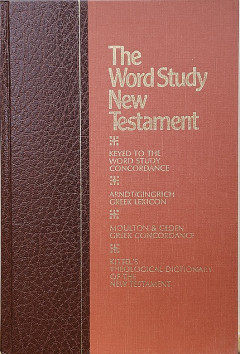 The
Word Study
New
Testament
KEYED TO THE
WORD STUDY
CONCORDANCE
ARNDT/GINGRICH
GREEK LEXICON
MOULTON & GEDEN
GREEK CONCORDANCE
KITTEL'S
THEOLOGICAL DICTIONARY
OF THE
NEW TESTAMENT